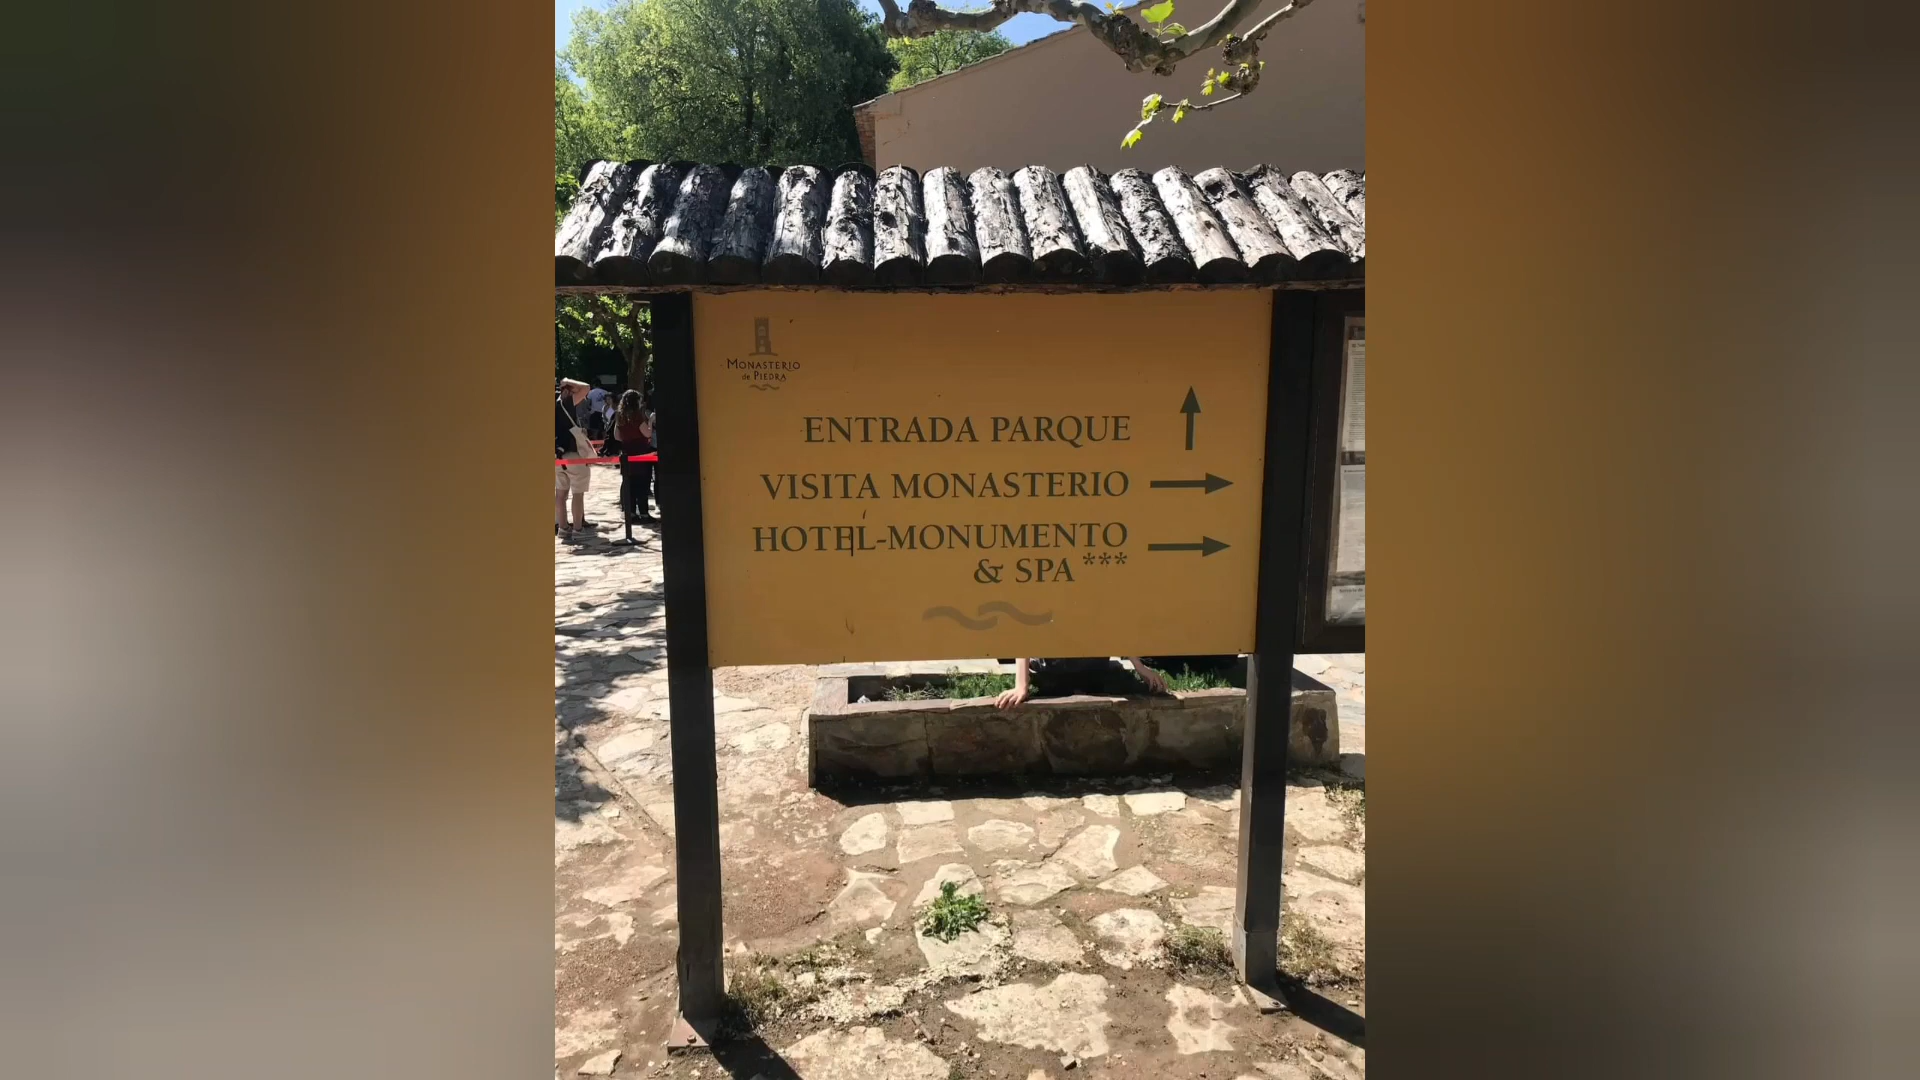 MONASTERIO
de PIEDRA
ENTRADA PARQUE
VISITA MONASTERIO
HOTEL-MONUMENTO
& SPA ***